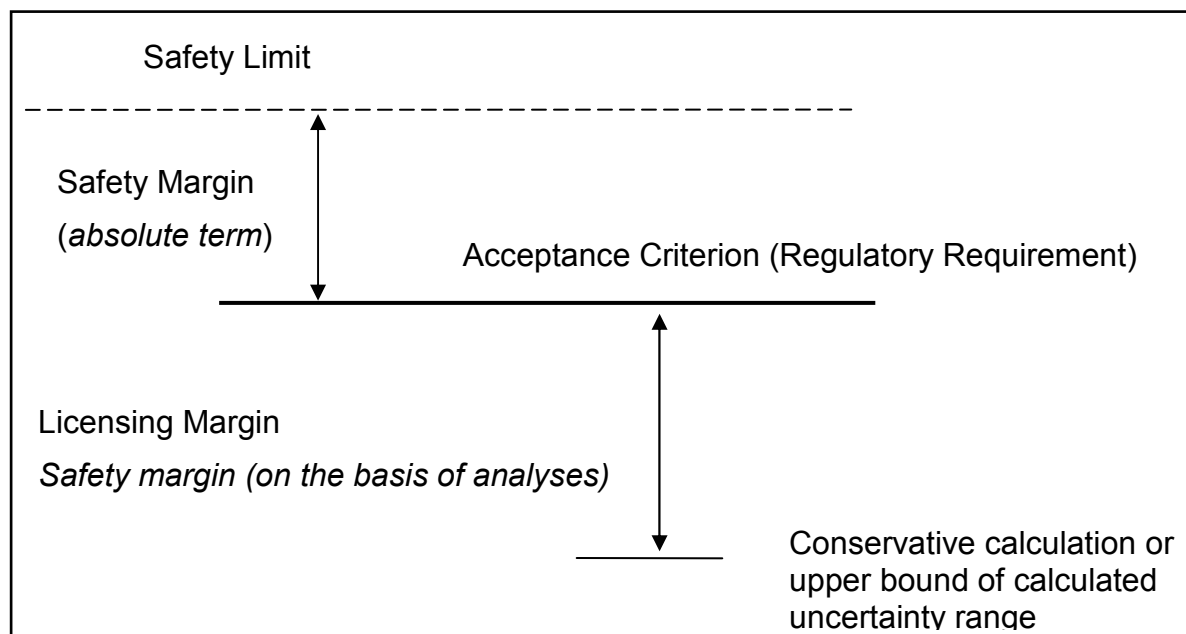 Safety Limit
Safety Margin
(absolute term)
Acceptance Criterion (Regulatory Requirement)
Licensing Margin
Safety margin (on the basis of analyses)
Conservative calculation or
upper bound of calculated
uncertainty range